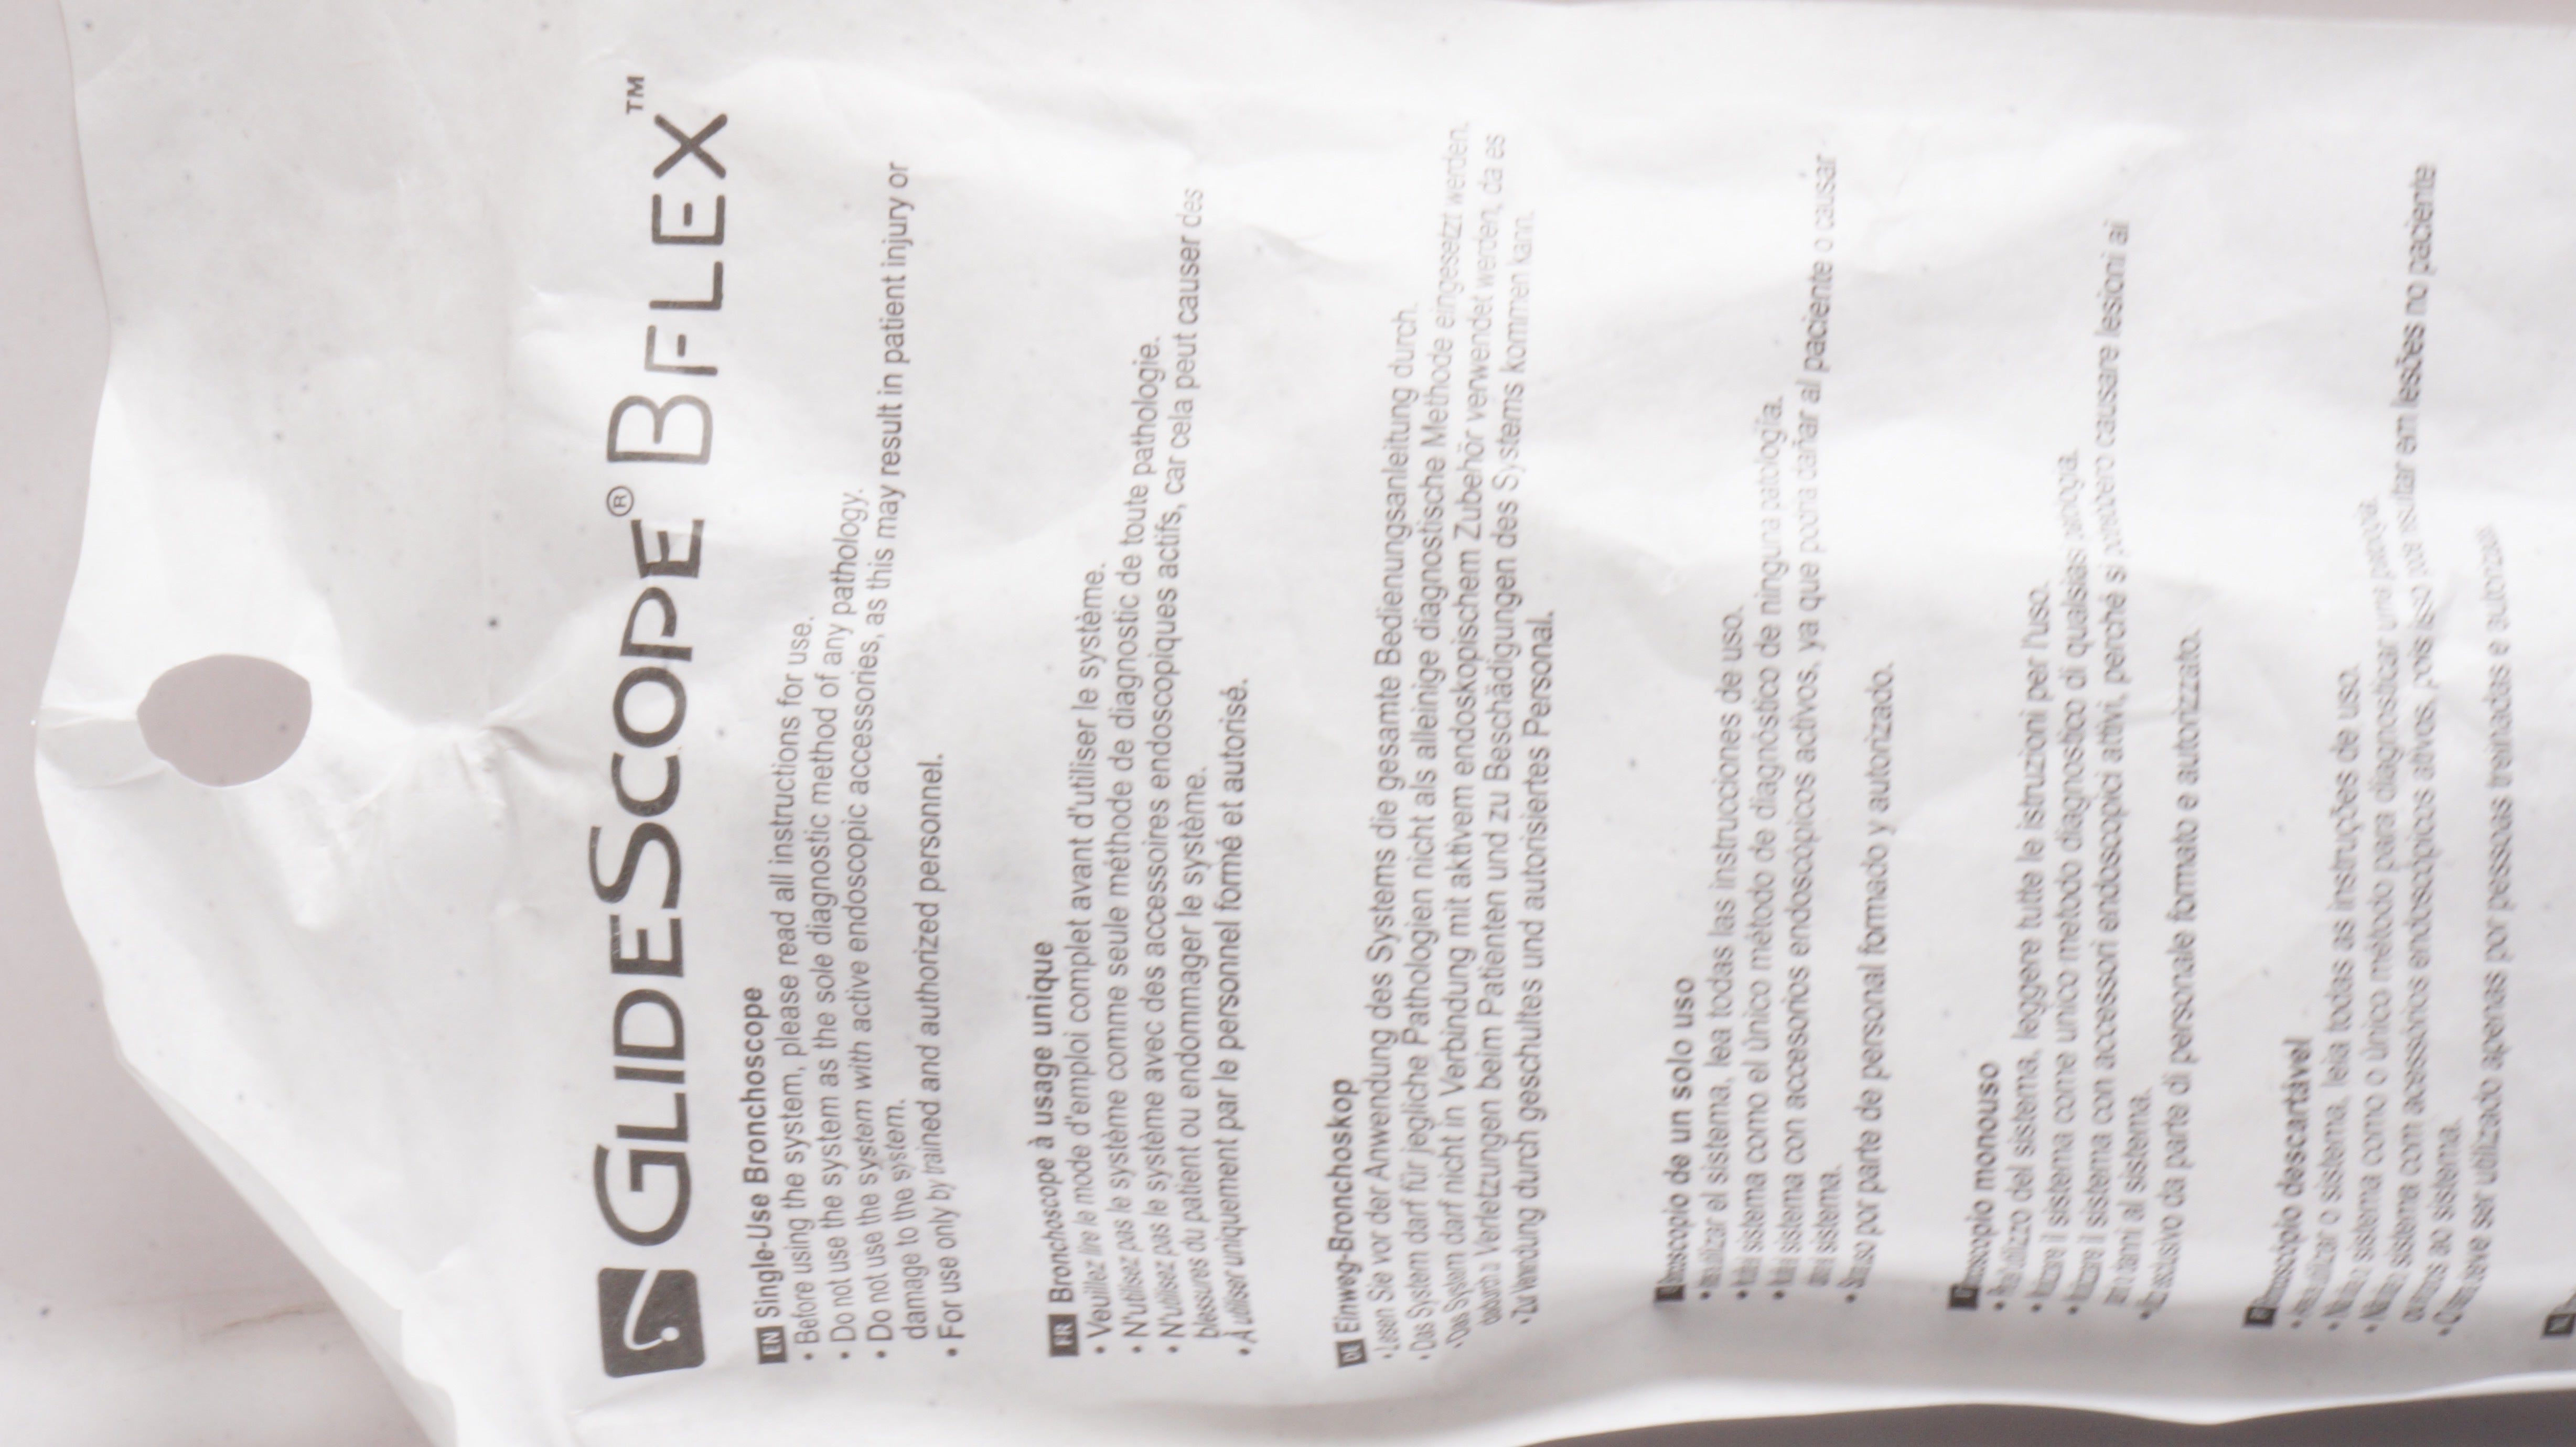 GLIDESCOPE® BFLEX™
EN Single-Use Bronchoscope
• Before using the system, please read all instructions for use.
• Do not use the system as the sole diagnostic method of any pathology.
• Do not use the system with active endoscopic accessories, as this may result in patient injury or
damage to the system.
• For use only by trained and authorized personnel.
FR Bronchoscope à usage unique
• Veuillez lire le mode d'emploi complet avant d'utiliser le système.
• N'utilisez pas le système comme seule méthode de diagnostic de toute pathologie.
• N'utilisez pas le système avec des accessoires endoscopiques actifs, car cela peut causer des
blessures du patient ou endommager le système.
• À utiliser uniquement par le personnel formé et autorisé.
DE Einweg-Bronchoskop
• Lesen Sie vor der Anwendung des Systems die gesamte Bedienungsanleitung durch.
• Das System darf für jegliche Pathologien nicht als alleinige diagnostische Methode eingesetzt werden.
• Das System darf nicht in Verbindung mit aktivem endoskopischem Zubehör verwendet werden, da es
dadurch zu Verletzungen beim Patienten und zu Beschädigungen des Systems kommen kann.
• Zur Verwendung durch geschultes und autorisiertes Personal.
de un solo uso
el sistema, lea todas las instrucciones de uso.
sistema como el único método de diagnóstico de ninguna patología.
sistema con accesorios endoscópicos activos, ya que podría dañar al paciente o causar
sistema.
por parte de personal formado y autorizado.
monouso
del sistema, leggere tutte le istruzioni per l'uso.
il sistema come unico metodo diagnostico di qualsiasi patologia.
il sistema con accessori endoscopici attivi, perché si potrebbero causare lesioni ai
al sistema.
da parte di personale formato e autorizzato.
descartável
o sistema, leia todas as instruções de uso.
sistema como o único método para diagnosticar uma patologia.
sistema com acessórios endoscópicos ativos, pois isso pode resultar em lesões no paciente
ao sistema.
ser utilizado apenas por pessoas treinadas e autorizadas